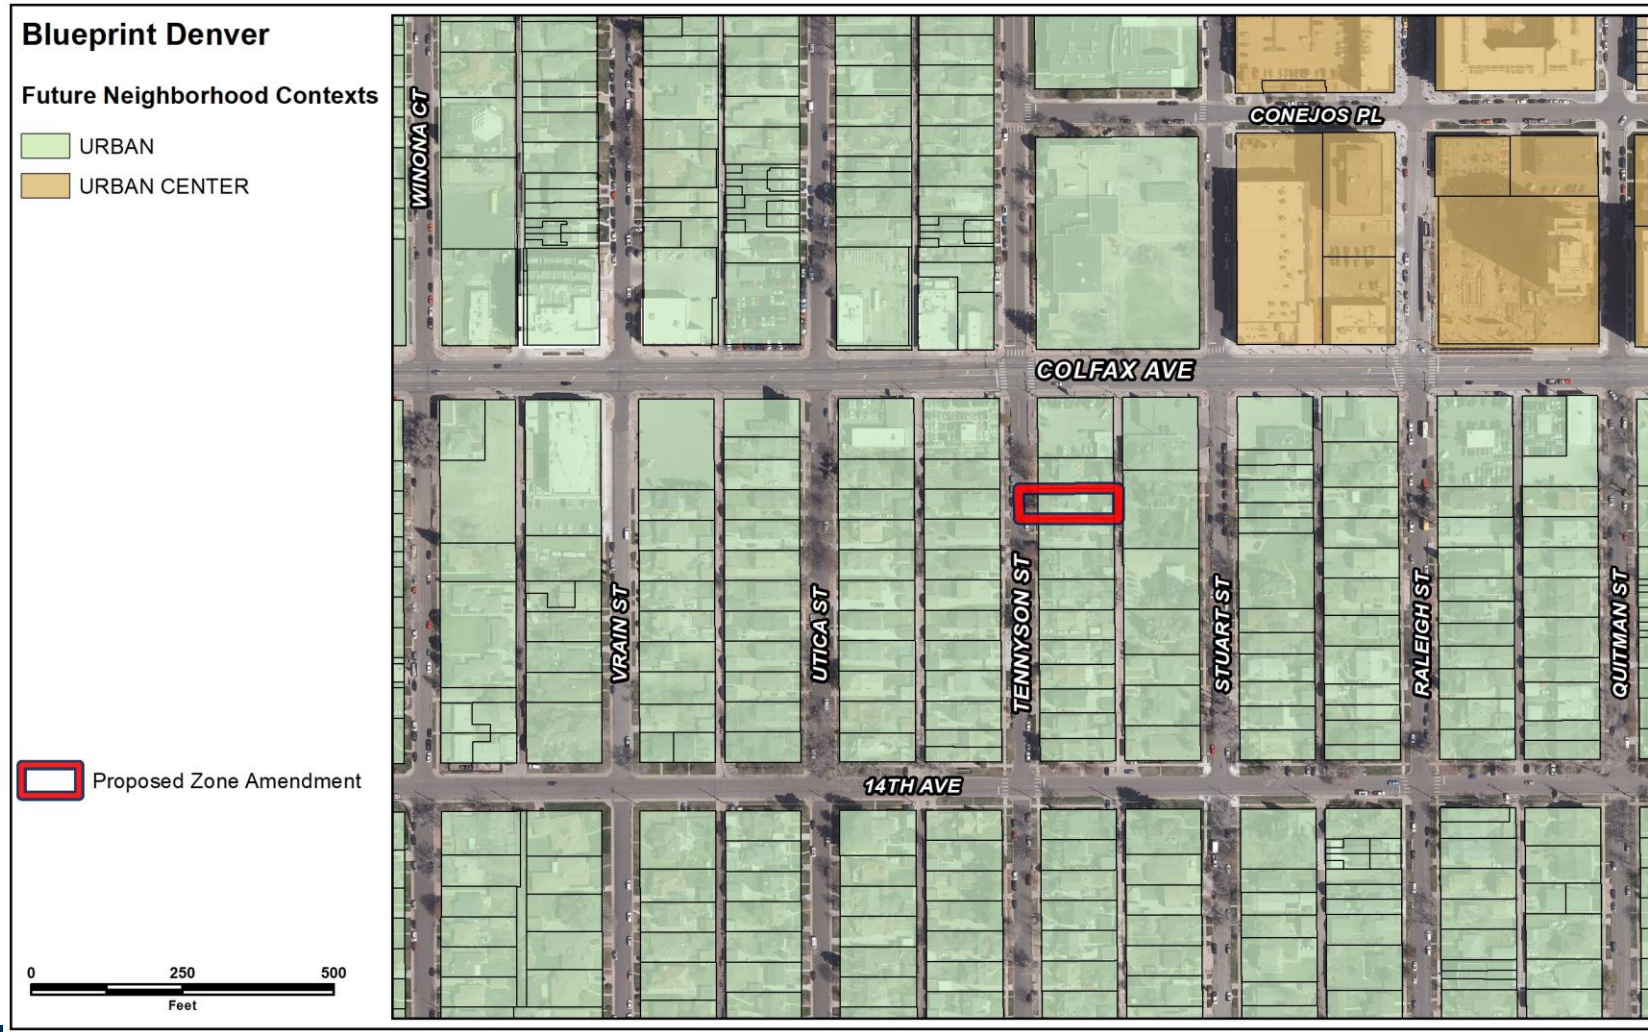 Blueprint Denver
Future Neighborhood Contexts
URBAN
URBAN CENTER
Proposed Zone Amendment
0 250 500
Feet
WINONA CT
CONEJOS PL
COLFAX AVE
VRAIN ST
UTICA ST
TENNYSON ST
STUART ST
RALEIGH ST
QUITMAN ST
14TH AVE